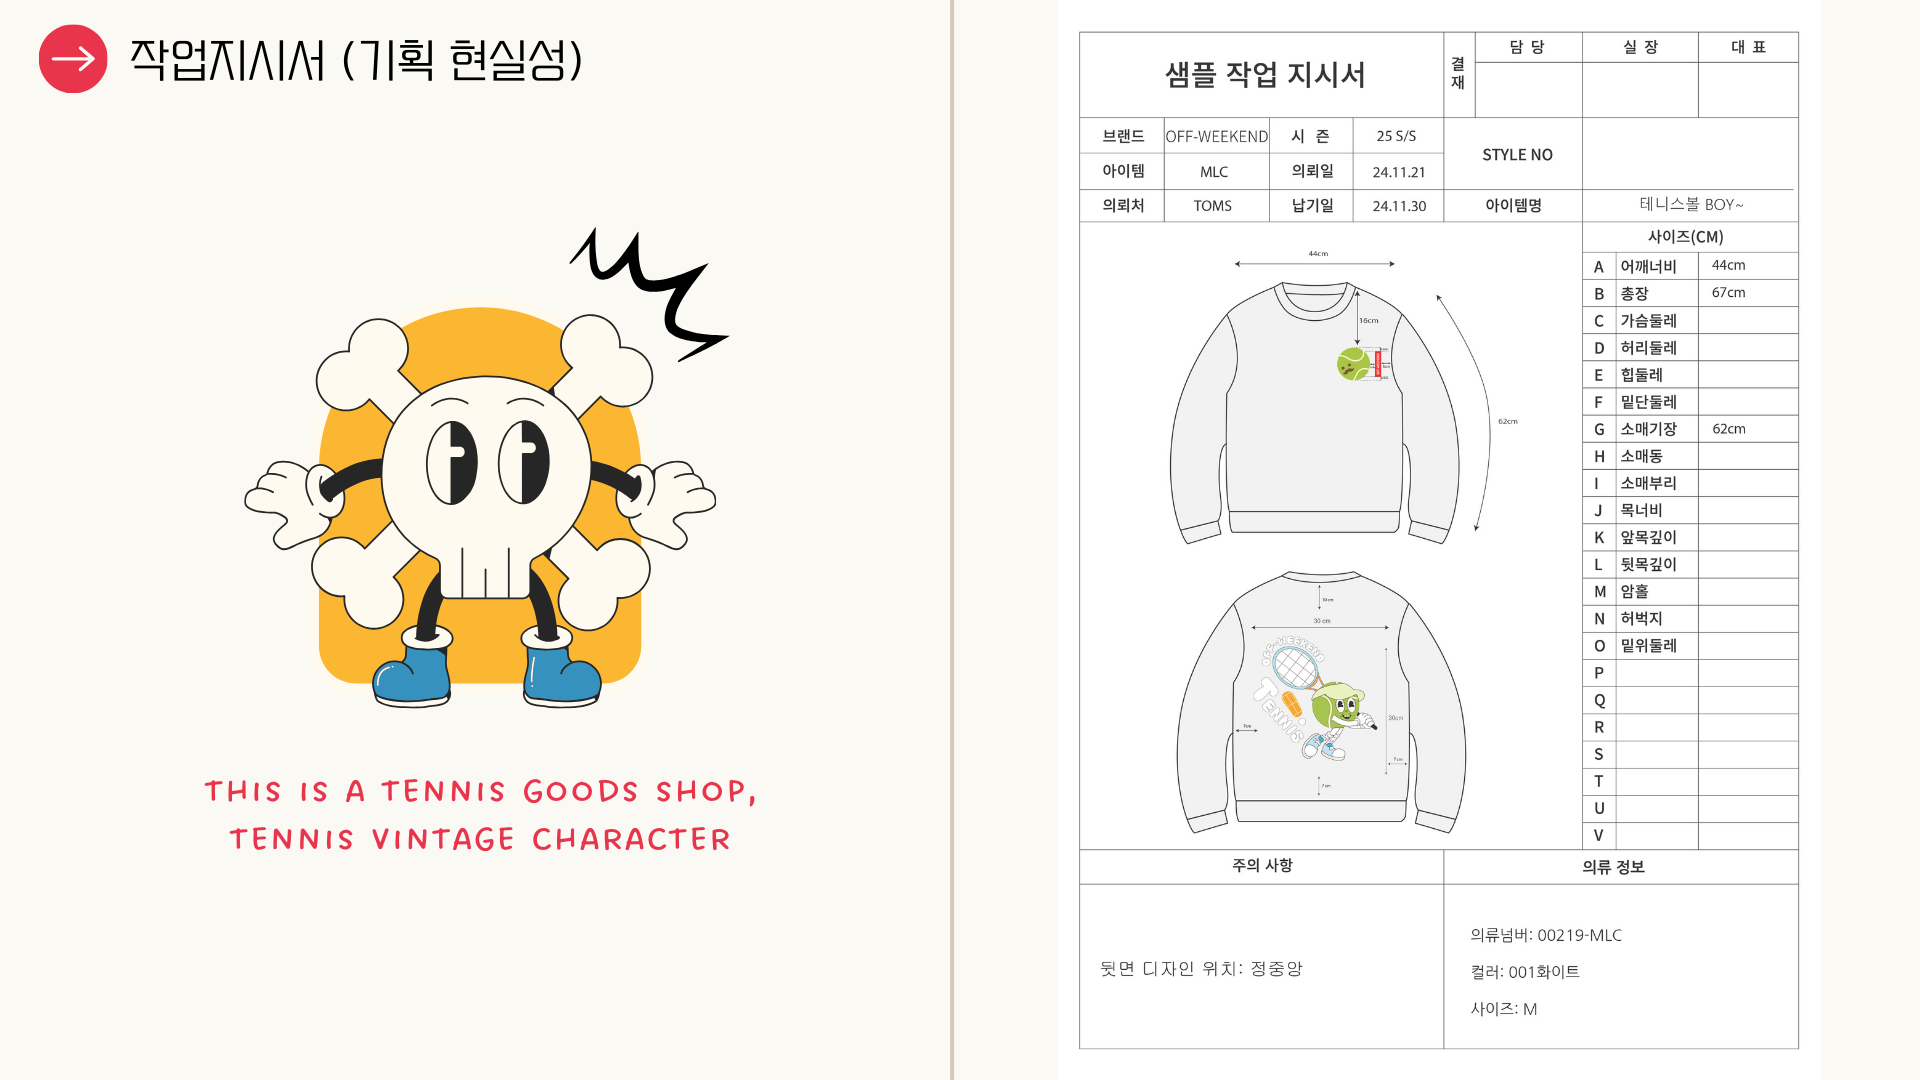 작업지시서 (기획 현실성)
THIS IS A TENNIS GOODS SHOP,
TENNIS VINTAGE CHARACTER
샘플 작업 지시서
결재
담 당
실 장
대 표
브랜드 OFF-WEEKEND 시 즌 25 S/S
STYLE NO
아이템 MLC 의뢰일 24.11.21
의뢰처 TOMS 납기일 24.11.30 아이템명 테니스볼 BOY~
44cm
16cm
62cm
10cm
30 cm
OFF-WEEKEND
TENNIS
30cm
7cm
7cm
사이즈(CM)
A 어깨너비 44cm
B 총장 67cm
C 가슴둘레
D 허리둘레
E 힙둘레
F 밑단둘레
G 소매기장 62cm
H 소매통
I 소매부리
J 목너비
K 앞목깊이
L 뒷목깊이
M 암홀
N 허벅지
O 밑위둘레
P
Q
R
S
T
U
V
주의 사항
뒷면 디자인 위치: 정중앙
의류 정보
의류넘버: 00219-MLC
컬러: 001화이트
사이즈: M